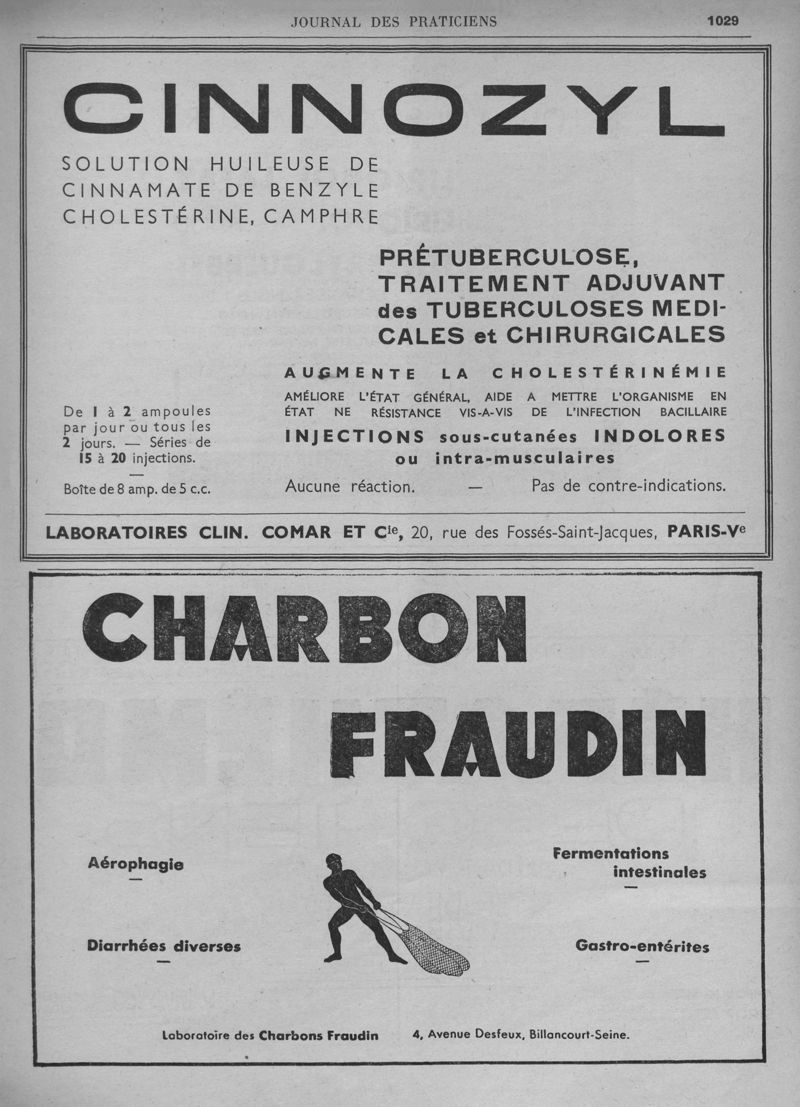 JOURNAL DES PRATICIENS 1029
CINNOZYL
SOLUTION HUILEUSE DE
CINNAMATE DE BENZYLE
CHOLESTÉRINE, CAMPHRE
PRÉTUBERCULOSE,
TRAITEMENT ADJUVANT
des TUBERCULOSES MEDI-
CALES et CHIRURGICALES
AUGMENTE LA CHOLESTÉRINÉMIE
AMÉLIORE L'ÉTAT GÉNÉRAL, AIDE A METTRE L'ORGANISME EN
ÉTAT NE RÉSISTANCE VIS-A-VIS DE L'INFECTION BACILLAIRE
INJECTIONS sous-cutanées INDOLORES
ou intra-musculaires
Aucune réaction. — Pas de contre-indications.
De 1 à 2 ampoules
par jour ou tous les
2 jours. — Séries de
15 à 20 injections.
—
Boîte de 8 amp. de 5 c.c.
LABORATOIRES CLIN. COMAR ET Cie, 20, rue des Fossés-Saint-Jacques, PARIS-Ve
CHARBON
FRAUDIN
Aérophagie
—
Diarrhées diverses
—
Fermentations
intestinales
—
Gastro-entérites
—
Laboratoire des Charbons Fraudin 4, Avenue Desfeux, Billancourt-Seine.